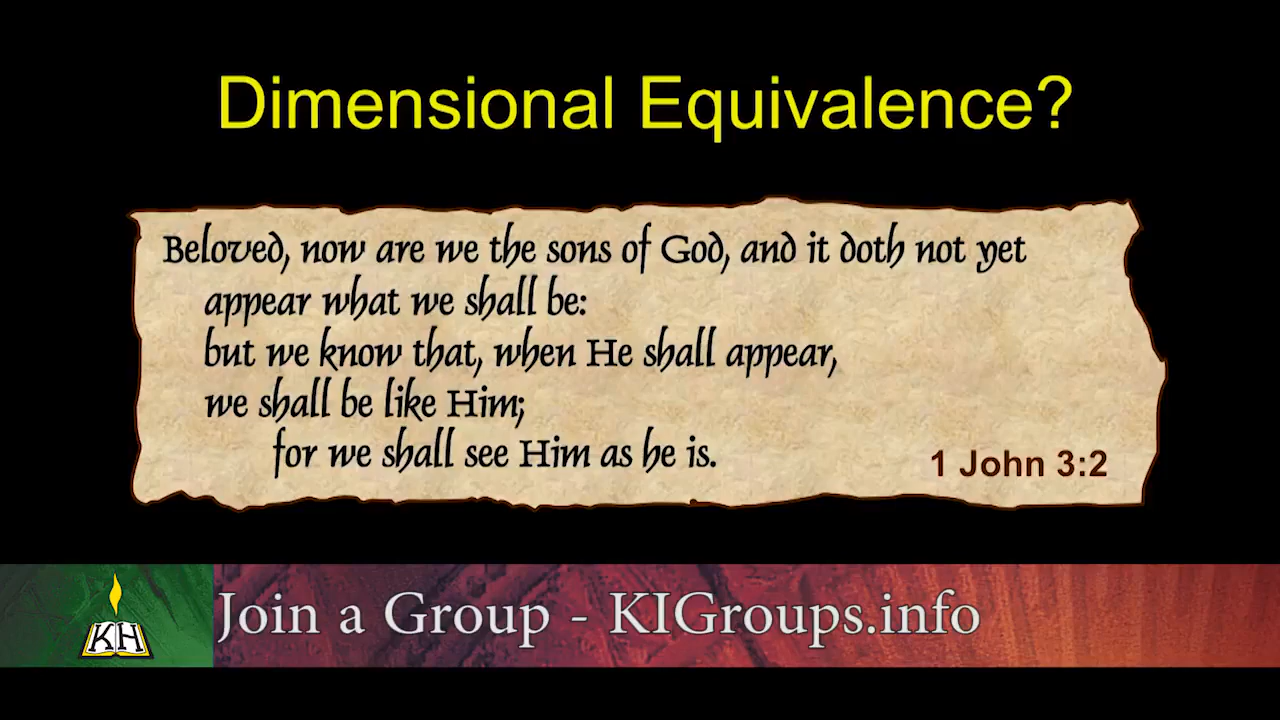 Dimensional Equivalence?
Beloved, now are we the sons of God, and it doth not yet
appear what we shall be:
but we know that, when He shall appear,
we shall be like Him;
for we shall see Him as he is.
1 John 3:2
KH
Join a Group - KIGroups.info